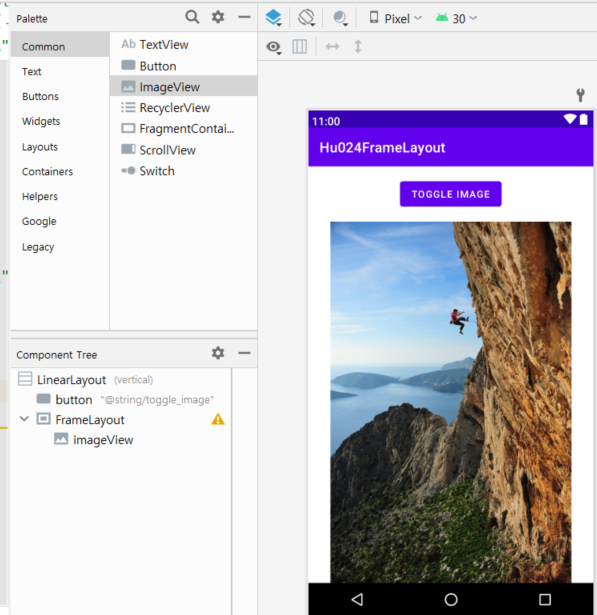 Palette
Common
Text
Buttons
Widgets
Layouts
Containers
Helpers
Google
Legacy
Ab TextView
Button
ImageView
RecyclerView
FragmentContai...
ScrollView
Switch
Pixel
30
Component Tree
LinearLayout (vertical)
button "@string/toggle_image"
FrameLayout
imageView
11:00
Hu024FrameLayout
TOGGLE IMAGE